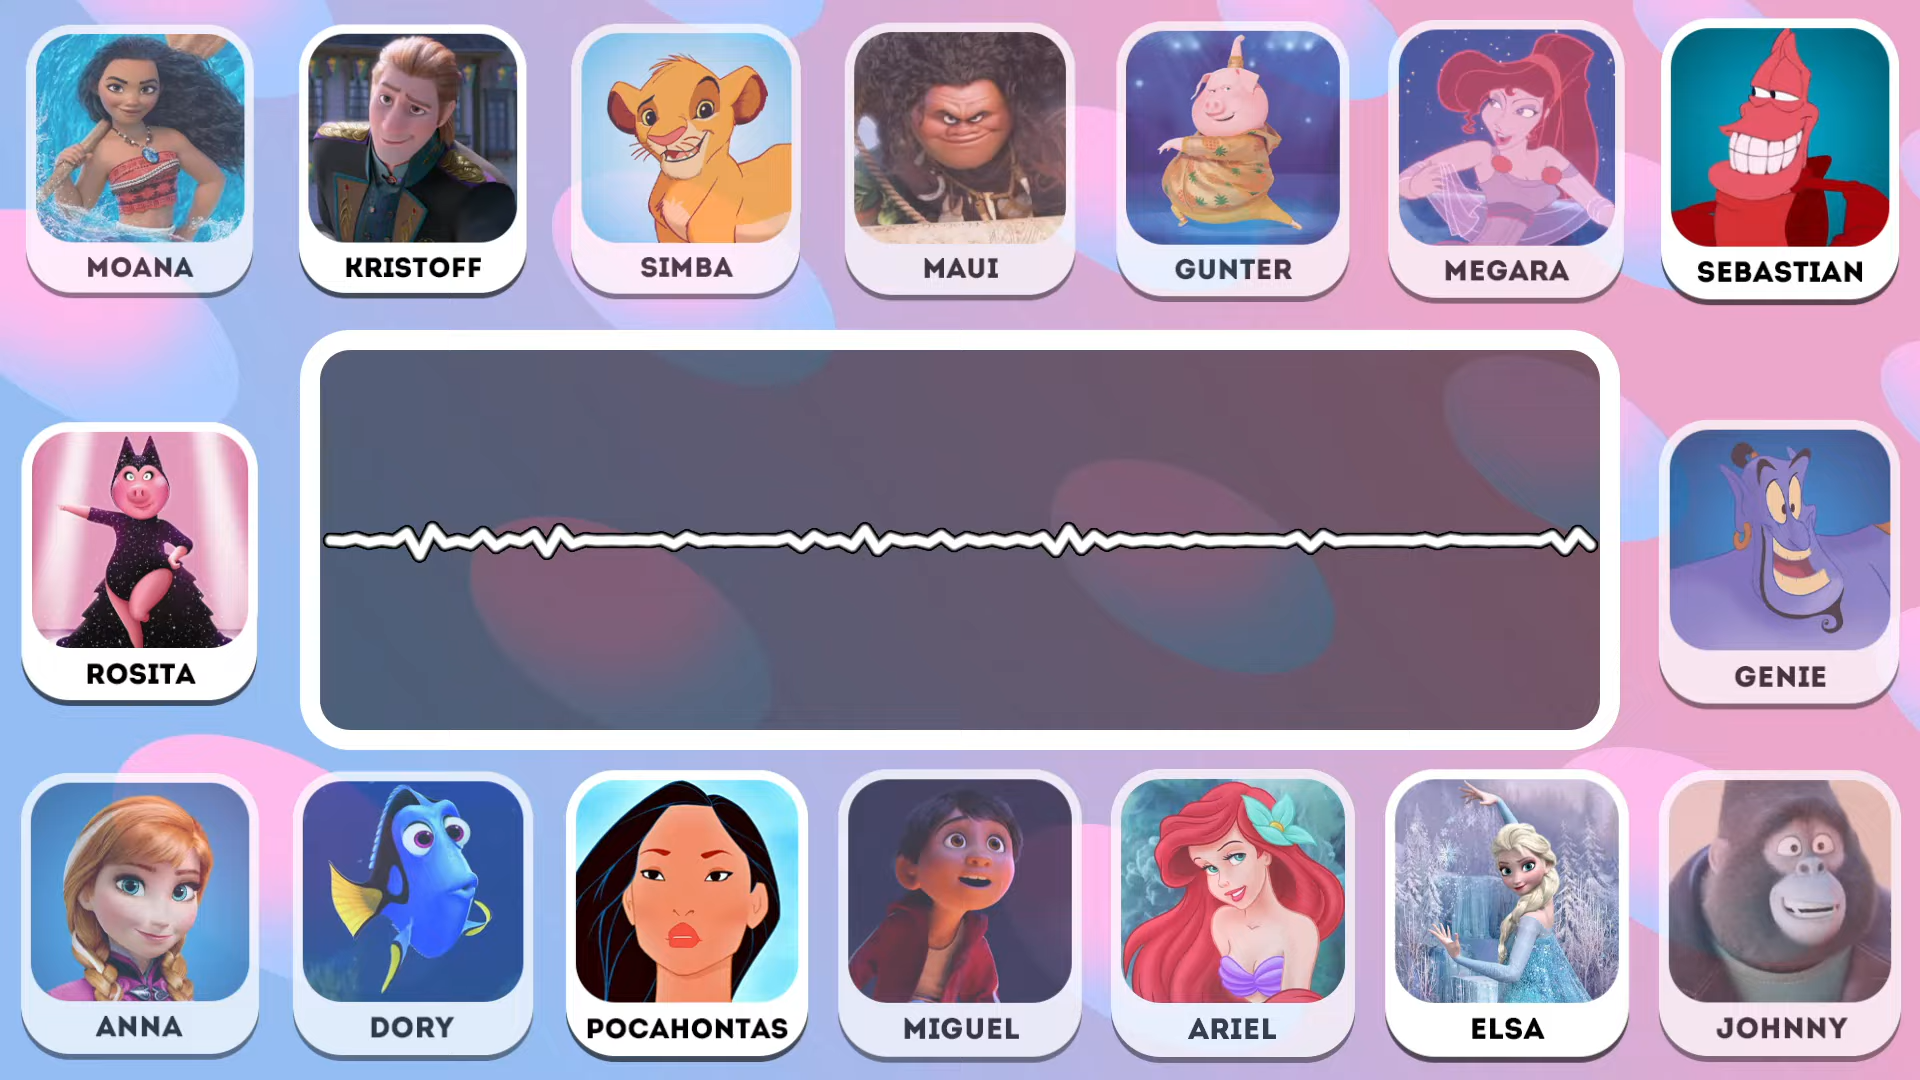 MOANA
KRISTOFF
SIMBA
MAUI
GUNTER
MEGARA
SEBASTIAN
ROSITA
GENIE
ANNA
DORY
POCAHONTAS
MIGUEL
ARIEL
ELSA
JOHNNY